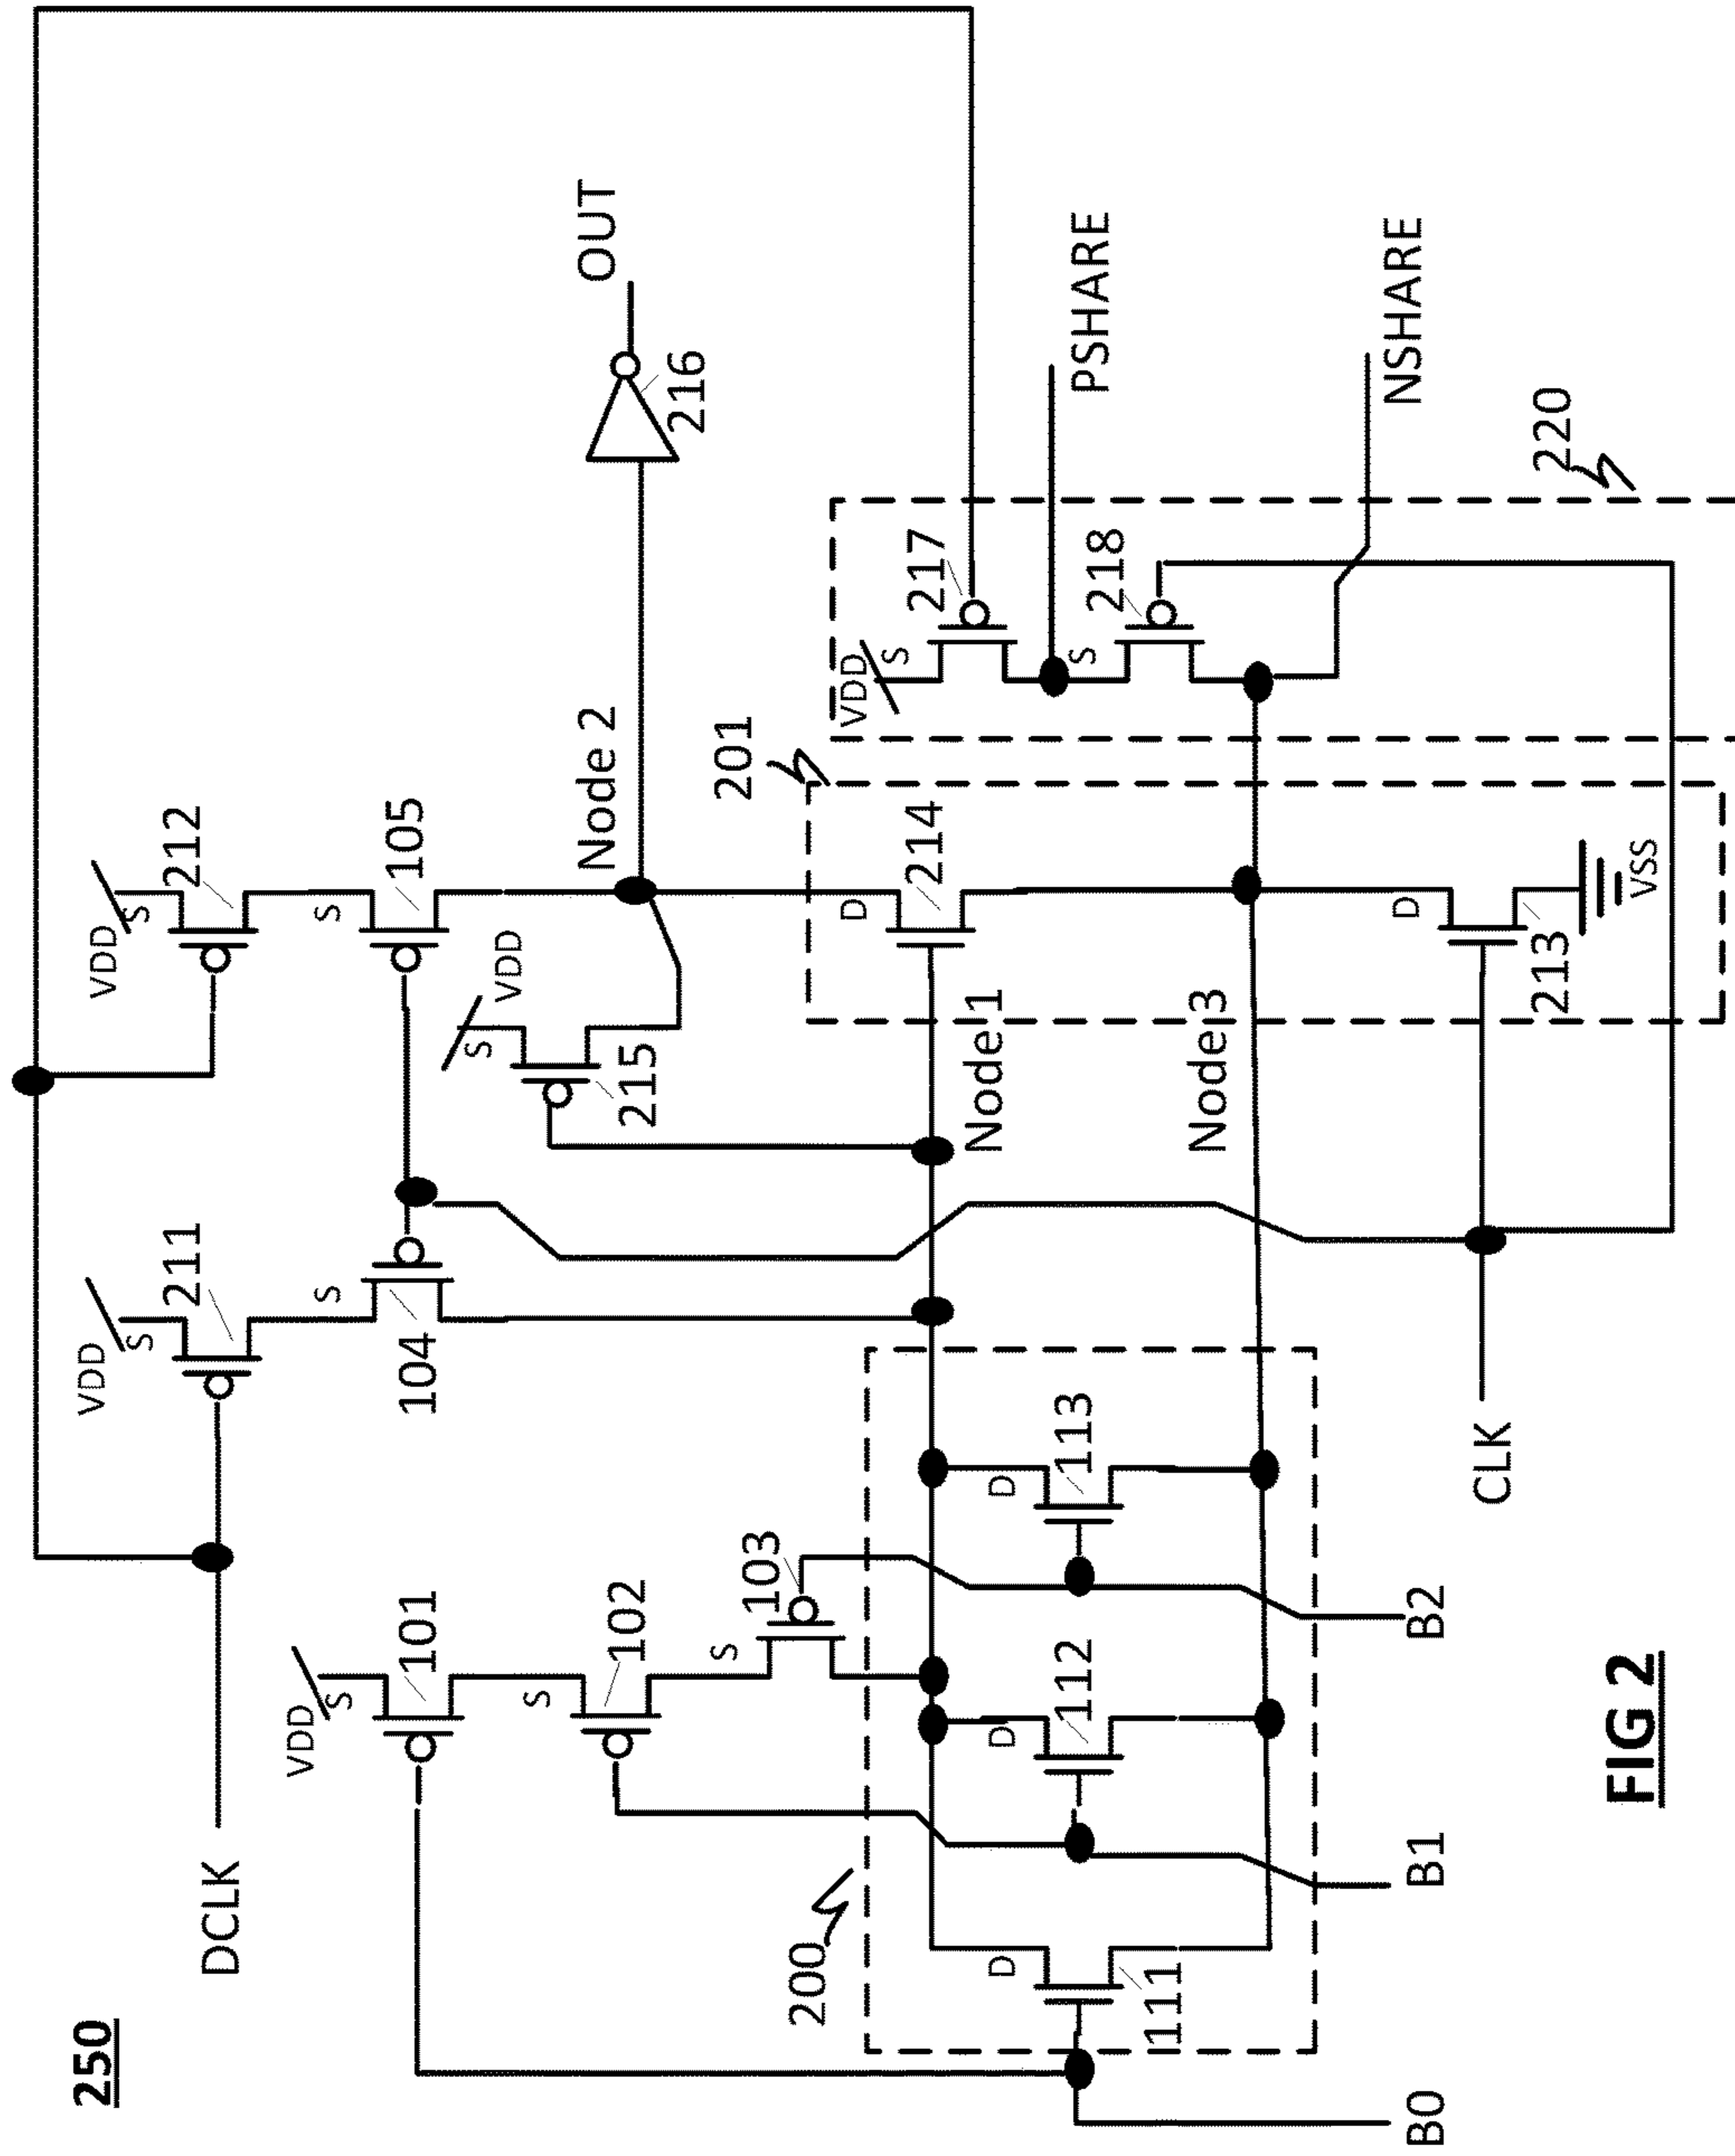 250
DCLK
VDD
S
211
S
104
VDD
S
212
S
105
VDD
S
101
S
102
S
103
VDD
S
215
Node 2
OUT
216
200
D
111
D
112
D
113
Node 1
Node 3
201
D
214
D
213
VSS
VDD
S
217
S
218
PSHARE
NSHARE
220
B0
B1
B2
CLK
FIG 2